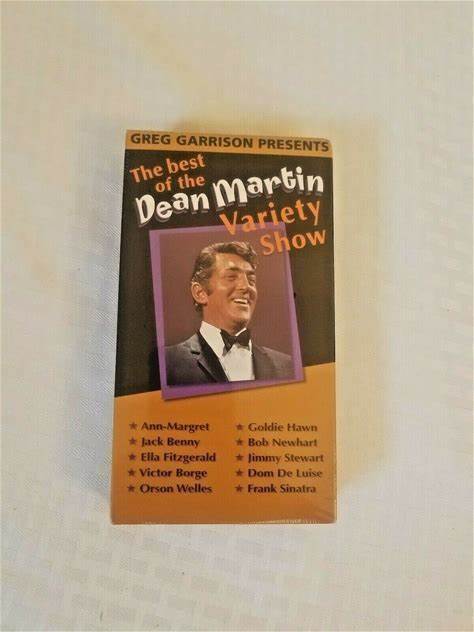 GREG GARRISON PRESENTS
The best
of the
Dean Martin
Variety
Show
★ Ann-Margret
★ Jack Benny
★ Ella Fitzgerald
★ Victor Borge
★ Orson Welles
★ Goldie Hawn
★ Bob Newhart
★ Jimmy Stewart
★ Dom De Luise
★ Frank Sinatra